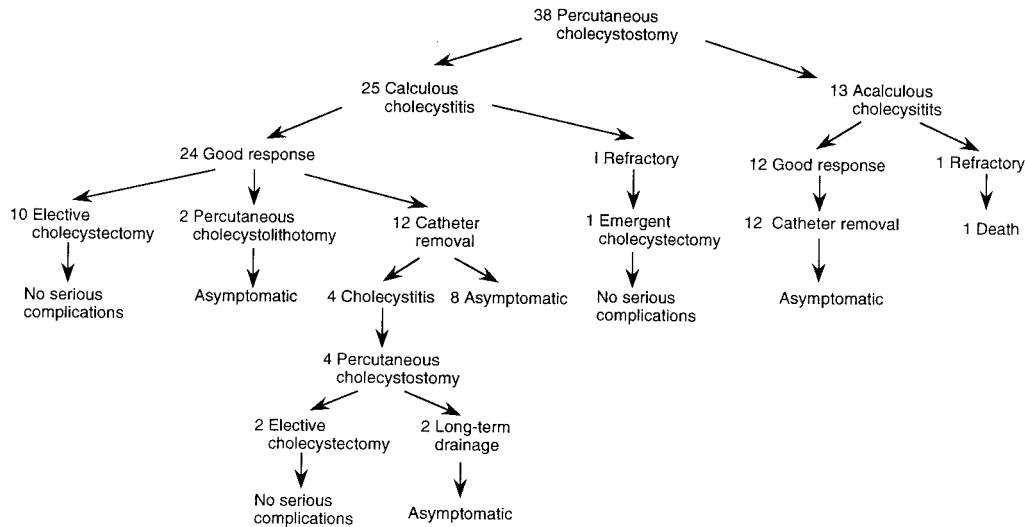 38 Percutaneous
cholecystostomy
25 Calculous
cholecystitis
13 Acalculous
cholecysitits
24 Good response
I Refractory
12 Good response
1 Refractory
10 Elective
cholecystectomy
2 Percutaneous
cholecystolithotomy
12 Catheter
removal
1 Emergent
cholecystectomy
12 Catheter removal
1 Death
No serious
complications
Asymptomatic
4 Cholecystitis
8 Asymptomatic
No serious
complications
Asymptomatic
4 Percutaneous
cholecystostomy
2 Elective
cholecystectomy
2 Long-term
drainage
No serious
complications
Asymptomatic